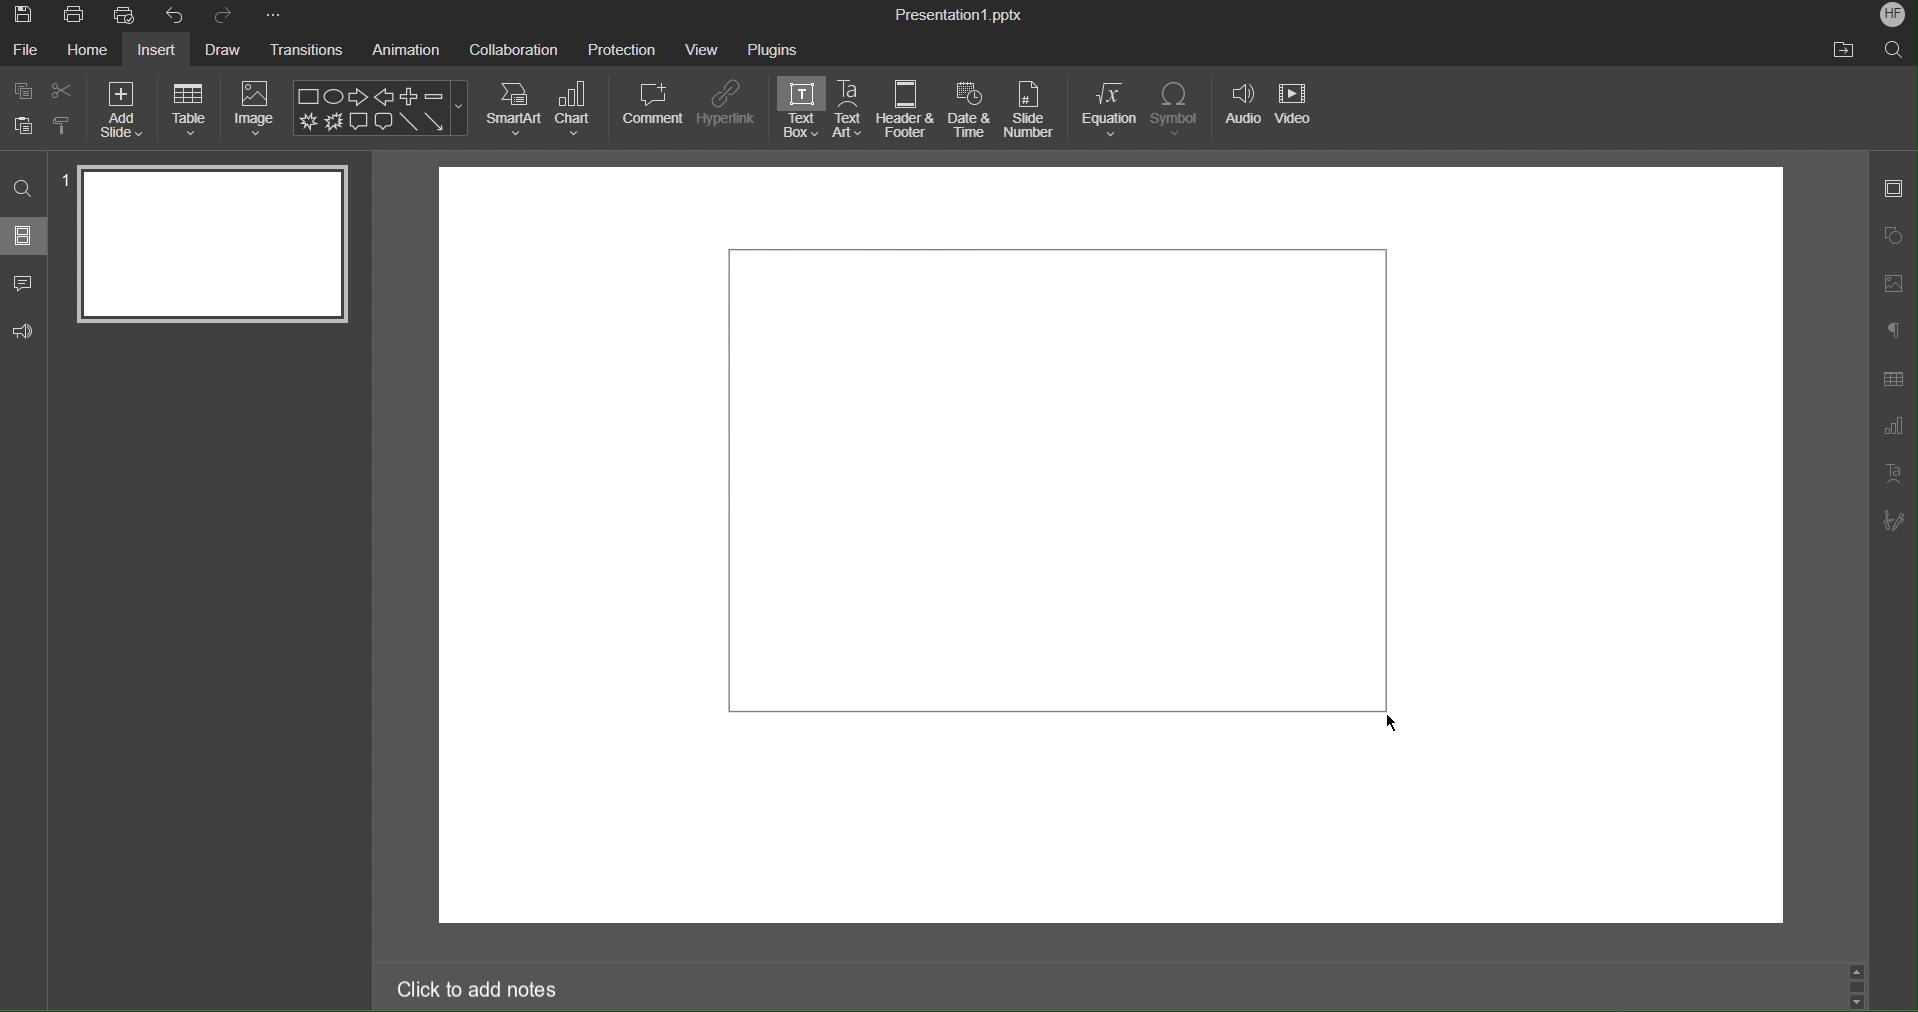 Presentation1.pptx
HF
File Home Insert Draw Transitions Animation Collaboration Protection View Plugins
Add Slide
Table
Image
SmartArt
Chart
Comment
Hyperlink
Text Box
Text Art
Header & Footer
Date & Time
Slide Number
Equation
Symbol
Audio
Video
1
Click to add notes